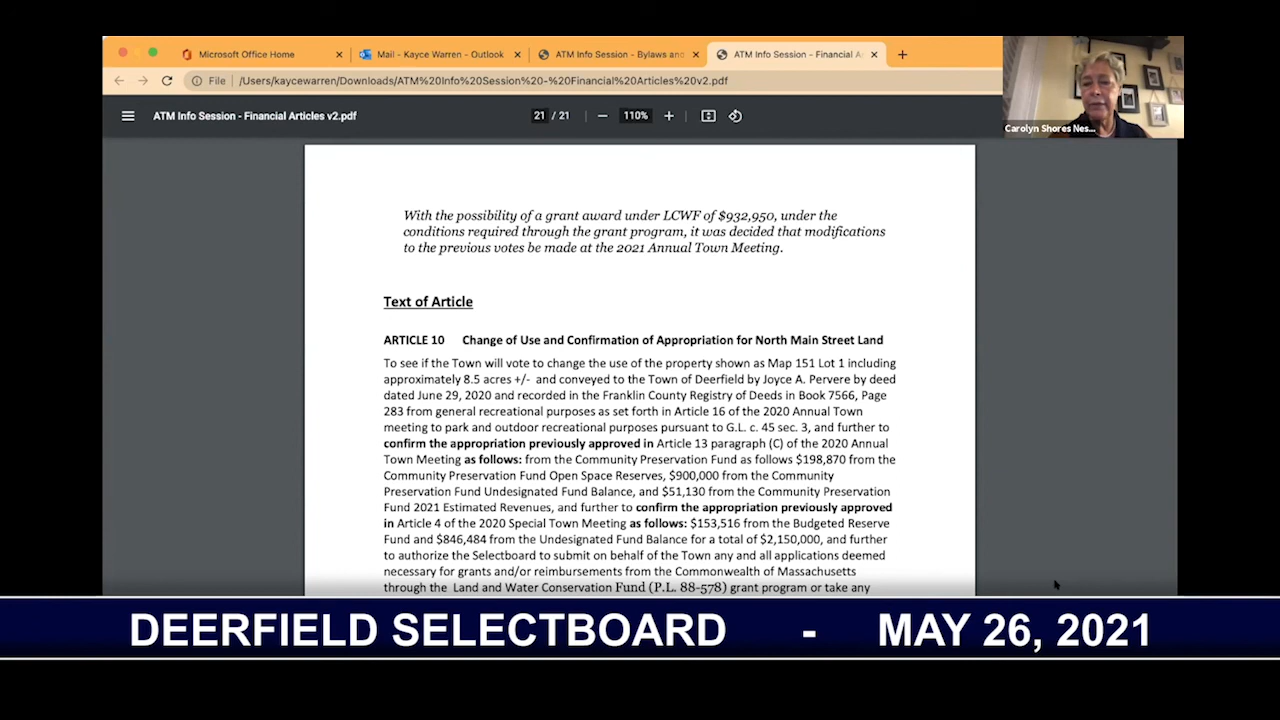 Microsoft Office Home
Mail - Kayce Warren - Outlook
ATM Info Session - Bylaws and
ATM Info Session - Financial A
File
/Users/kaycewarren/Downloads/ATM%20Info%20Session%20-%20Financial%20Articles%20v2.pdf
ATM Info Session - Financial Articles v2.pdf
21 / 21
110%
Carolyn Shores Nes...
With the possibility of a grant award under LCWF of $932,950, under the
conditions required through the grant program, it was decided that modifications
to the previous votes be made at the 2021 Annual Town Meeting.
Text of Article
ARTICLE 10 Change of Use and Confirmation of Appropriation for North Main Street Land
To see if the Town will vote to change the use of the property shown as Map 151 Lot 1 including
approximately 8.5 acres +/- and conveyed to the Town of Deerfield by Joyce A. Pervere by deed
dated June 29, 2020 and recorded in the Franklin County Registry of Deeds in Book 7566, Page
283 from general recreational purposes as set forth in Article 16 of the 2020 Annual Town
meeting to park and outdoor recreational purposes pursuant to G.L. c. 45 sec. 3, and further to
confirm the appropriation previously approved in Article 13 paragraph (C) of the 2020 Annual
Town Meeting as follows: from the Community Preservation Fund as follows $198,870 from the
Community Preservation Fund Open Space Reserves, $900,000 from the Community
Preservation Fund Undesignated Fund Balance, and $51,130 from the Community Preservation
Fund 2021 Estimated Revenues, and further to confirm the appropriation previously approved
in Article 4 of the 2020 Special Town Meeting as follows: $153,516 from the Budgeted Reserve
Fund and $846,484 from the Undesignated Fund Balance for a total of $2,150,000, and further
to authorize the Selectboard to submit on behalf of the Town any and all applications deemed
necessary for grants and/or reimbursements from the Commonwealth of Massachusetts
through the Land and Water Conservation Fund (P.L. 88-578) grant program or take any
DEERFIELD SELECTBOARD - MAY 26, 2021